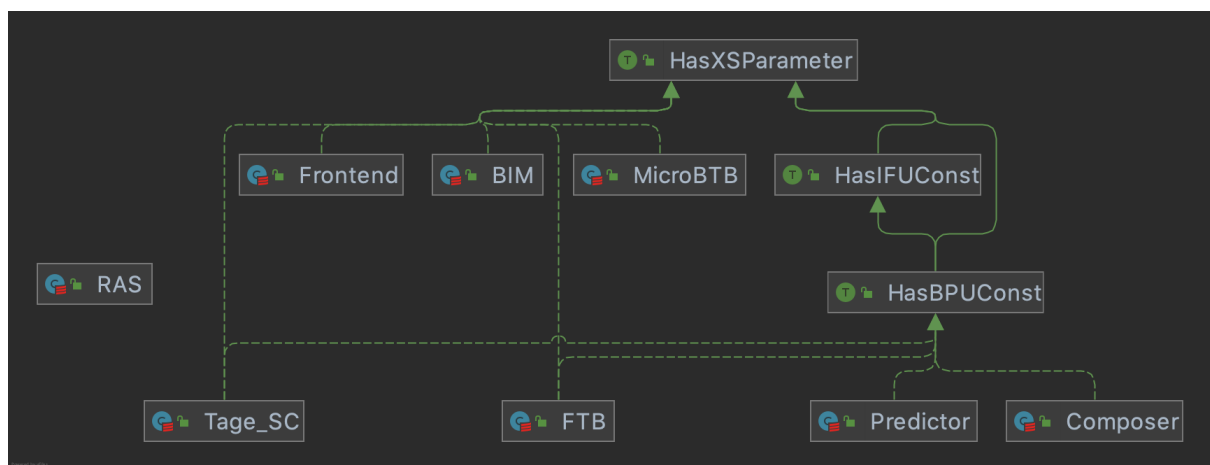 HasXSParameter
Frontend
BIM
MicroBTB
HasIFUConst
RAS
HasBPUConst
Tage_SC
FTB
Predictor
Composer